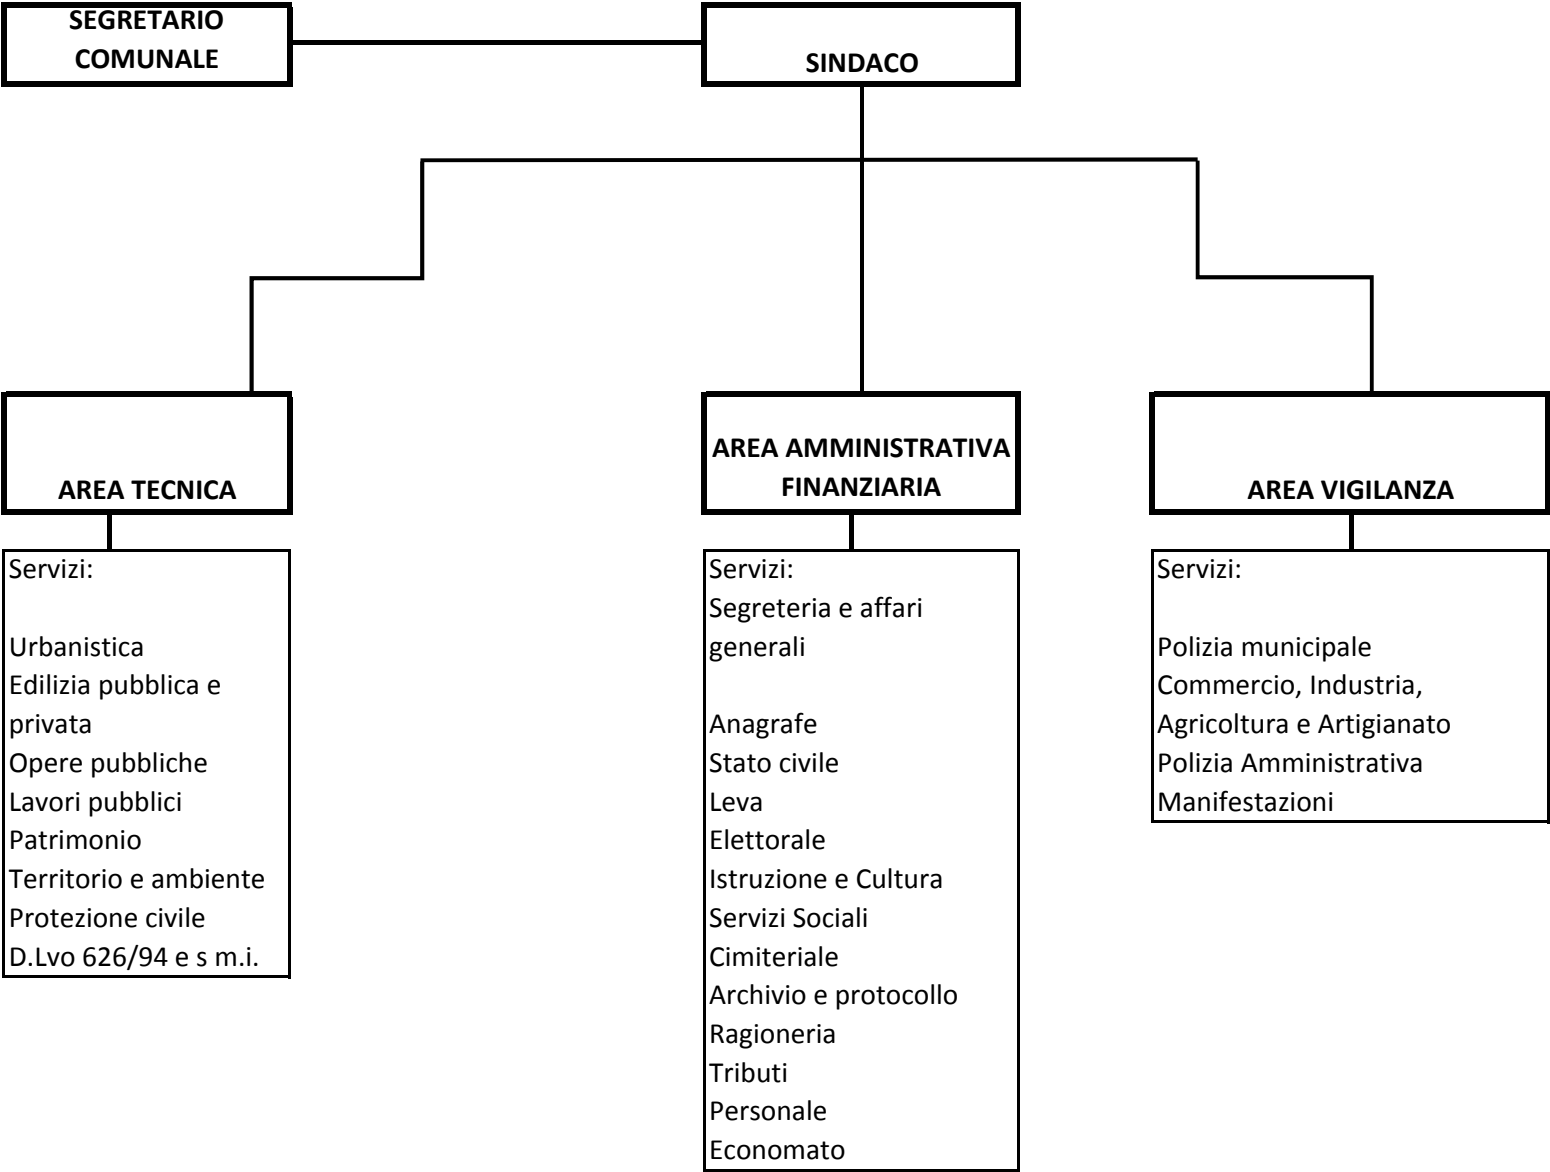 SEGRETARIO
COMUNALE
SINDACO
AREA TECNICA
Servizi:
Urbanistica
Edilizia pubblica e
privata
Opere pubbliche
Lavori pubblici
Patrimonio
Territorio e ambiente
Protezione civile
D.Lvo 626/94 e s m.i.
AREA AMMINISTRATIVA
FINANZIARIA
Servizi:
Segreteria e affari
generali
Anagrafe
Stato civile
Leva
Elettorale
Istruzione e Cultura
Servizi Sociali
Cimiteriale
Archivio e protocollo
Ragioneria
Tributi
Personale
Economato
AREA VIGILANZA
Servizi:
Polizia municipale
Commercio, Industria,
Agricoltura e Artigianato
Polizia Amministrativa
Manifestazioni